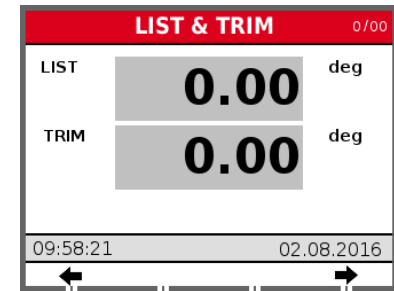 LIST & TRIM 0/00
LIST 0.00 deg
TRIM 0.00 deg
09:58:21 02.08.2016